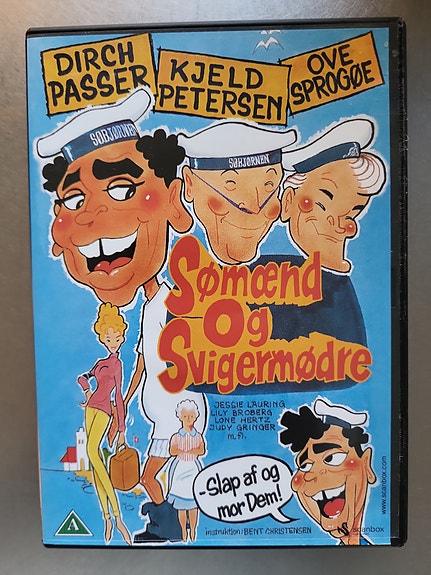 DIRCH
PASSER
KJELD
PETERSEN
OVE
SPROGØE
SØBJØRNEN
SØBJØRNEN
Sømænd
og
Svigermødre
JESSIE LAURING
LILY BROBERG
LONE HERTZ
JUDY GRINGER
m.fl.
-Slap af og
mor Dem!
A
instruktion: BENT CHRISTENSEN
scanbox
www.scanbox.com